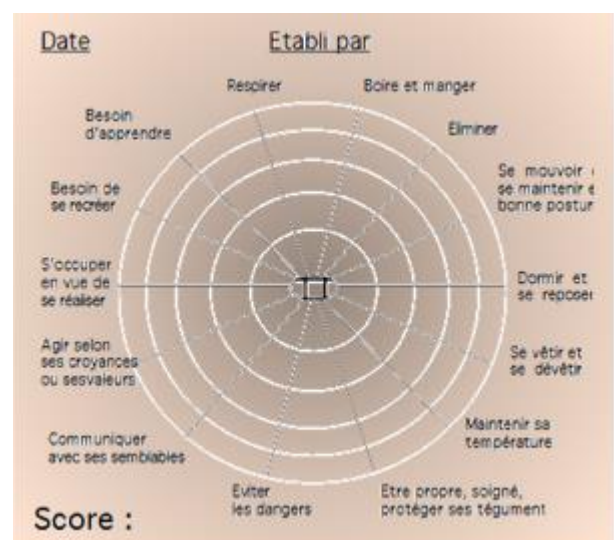 Date
Etabli par
Respirer
Boire et manger
Besoin
d'apprendre
Eliminer
Se mouvoir
se maintenir e
bonne postur
Besoin de
se recréer
S'occuper
en vue de
se réaliser
Dormir et
se reposer
Agir selon
ses croyances
ou sesvaleurs
Se vêtir et
se dévêtir
Maintenir sa
température
Communiquer
avec ses semblables
Eviter
les dangers
Etre propre, soigné,
protéger ses tégument
Score :